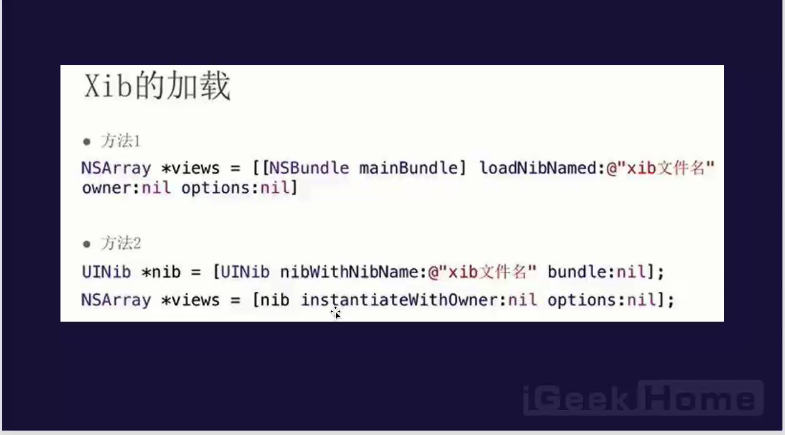 Xib的加载
● 方法1
NSArray *views = [[NSBundle mainBundle] loadNibNamed:@"xib文件名"
owner:nil options:nil]
● 方法2
UINib *nib = [UINib nibWithNibName:@"xib文件名" bundle:nil];
NSArray *views = [nib instantiateWithOwner:nil options:nil];
iGeekHome